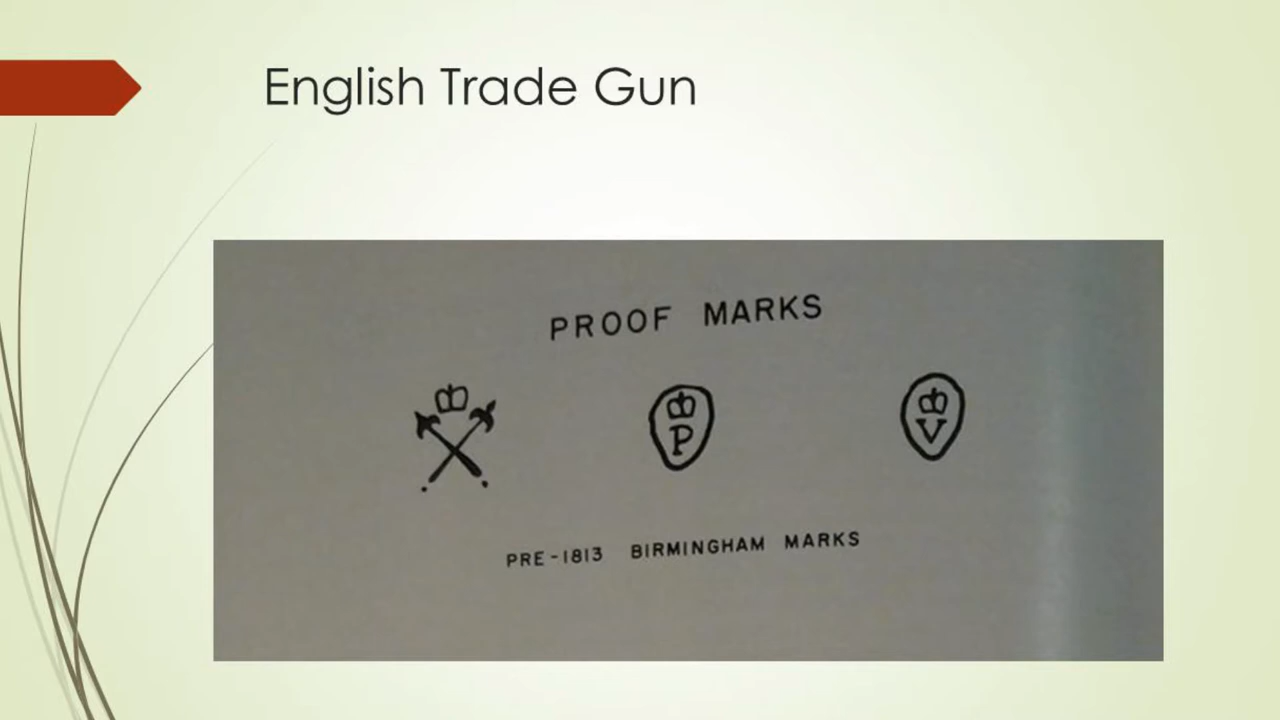 English Trade Gun
PROOF MARKS
P
V
PRE-1813 BIRMINGHAM MARKS